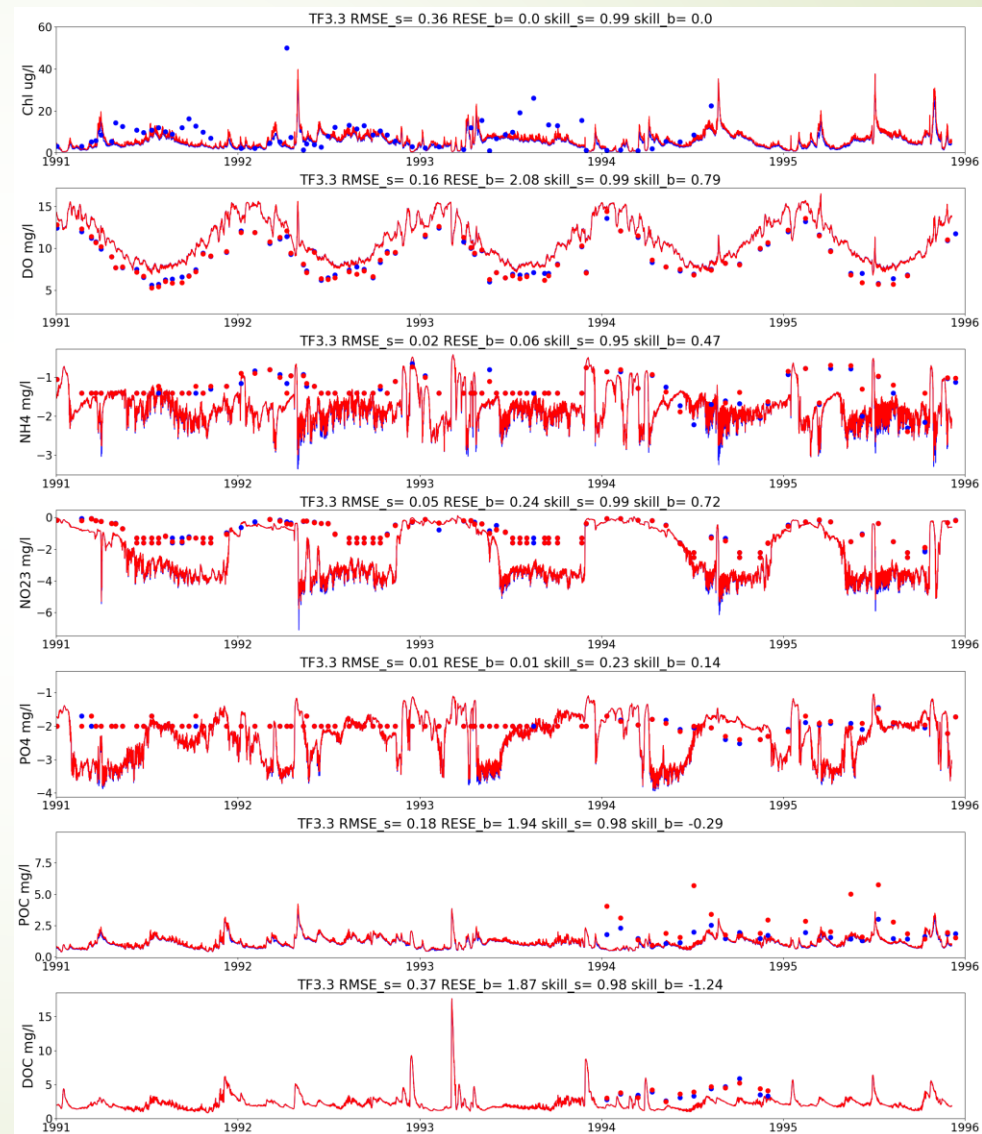 TF3.3 RMSE_s= 0.36 RESE_b= 0.0 skill_s= 0.99 skill_b= 0.0
Chl ug/l
60
40
20
0
1991 1992 1993 1994 1995 1996
TF3.3 RMSE_s= 0.16 RESE_b= 2.08 skill_s= 0.99 skill_b= 0.79
DO mg/l
15
10
5
1991 1992 1993 1994 1995 1996
TF3.3 RMSE_s= 0.02 RESE_b= 0.06 skill_s= 0.95 skill_b= 0.47
NH4 mg/l
−1
−2
−3
1991 1992 1993 1994 1995 1996
TF3.3 RMSE_s= 0.05 RESE_b= 0.24 skill_s= 0.99 skill_b= 0.72
NO23 mg/l
0
−2
−4
−6
1991 1992 1993 1994 1995 1996
TF3.3 RMSE_s= 0.01 RESE_b= 0.01 skill_s= 0.23 skill_b= 0.14
PO4 mg/l
−1
−2
−3
−4
1991 1992 1993 1994 1995 1996
TF3.3 RMSE_s= 0.18 RESE_b= 1.94 skill_s= 0.98 skill_b= -0.29
POC mg/l
7.5
5.0
2.5
0.0
1991 1992 1993 1994 1995 1996
TF3.3 RMSE_s= 0.37 RESE_b= 1.87 skill_s= 0.98 skill_b= -1.24
DOC mg/l
15
10
5
0
1991 1992 1993 1994 1995 1996